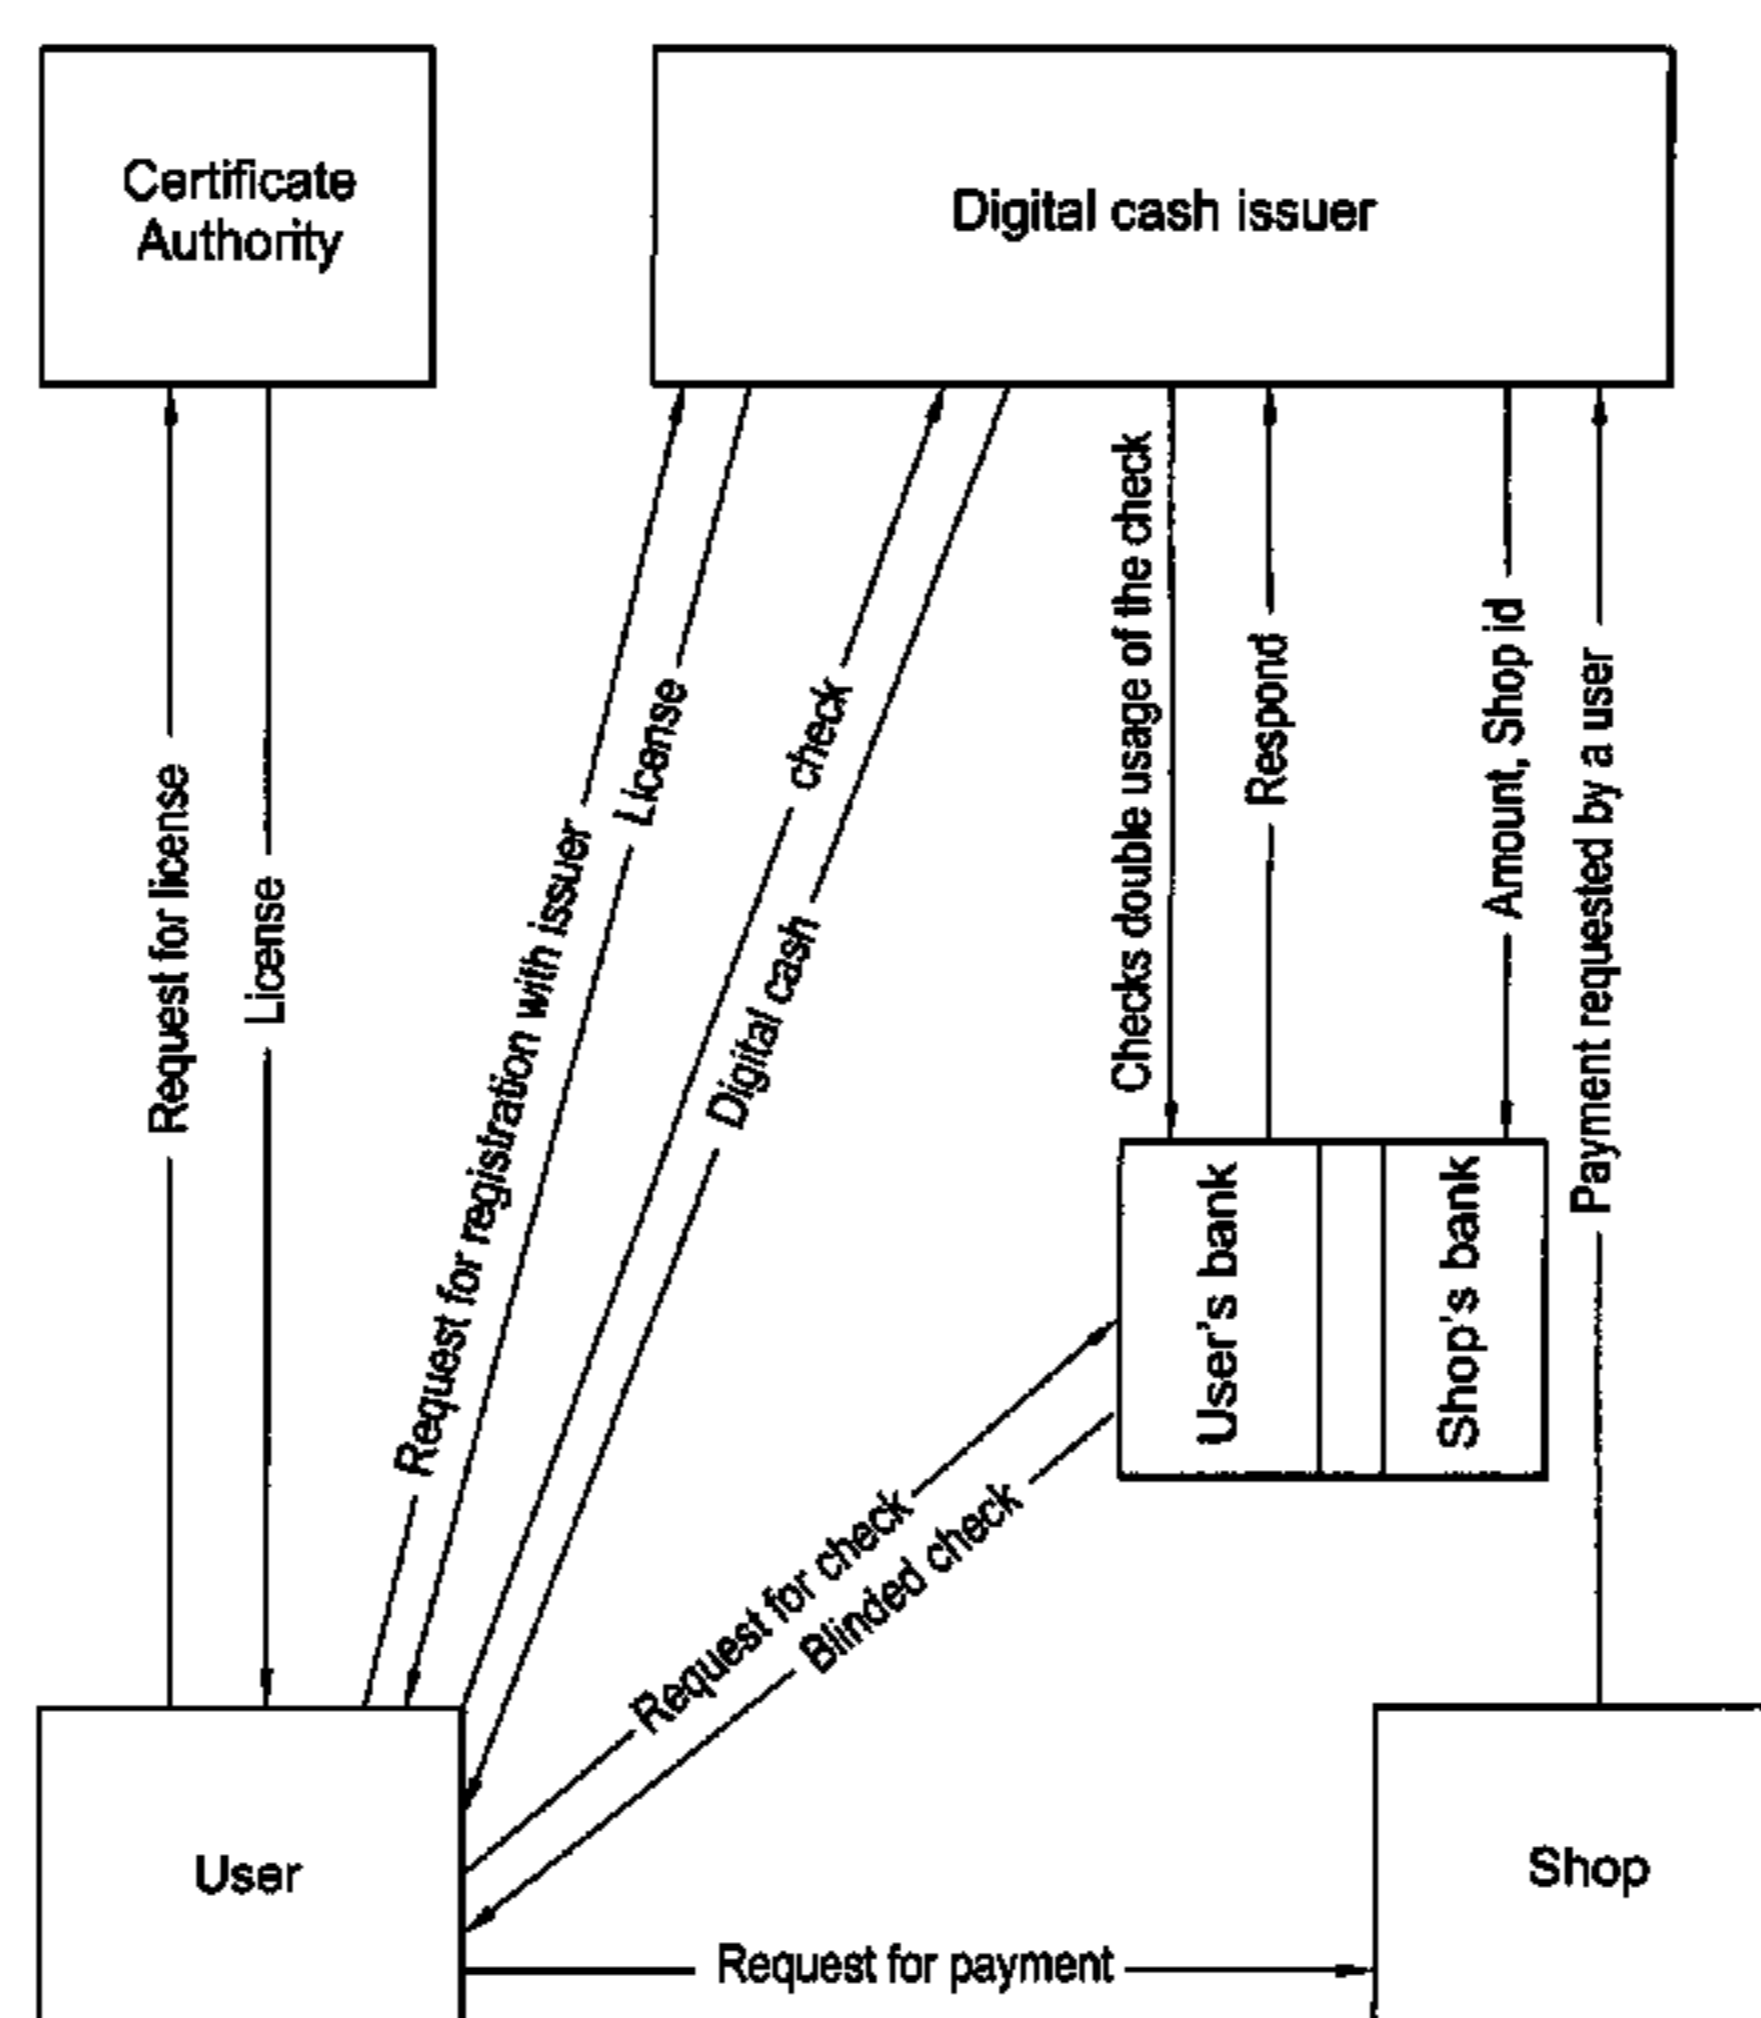 Certificate
Authority
Digital cash issuer
Request for license
License
Request for registration with issuer
License
check
Digital cash
Checks double usage of the check
Respond
Amount, Shop id
Payment requested by a user
User's bank
Shop's bank
Request for check
Blinded check
User
Shop
Request for payment